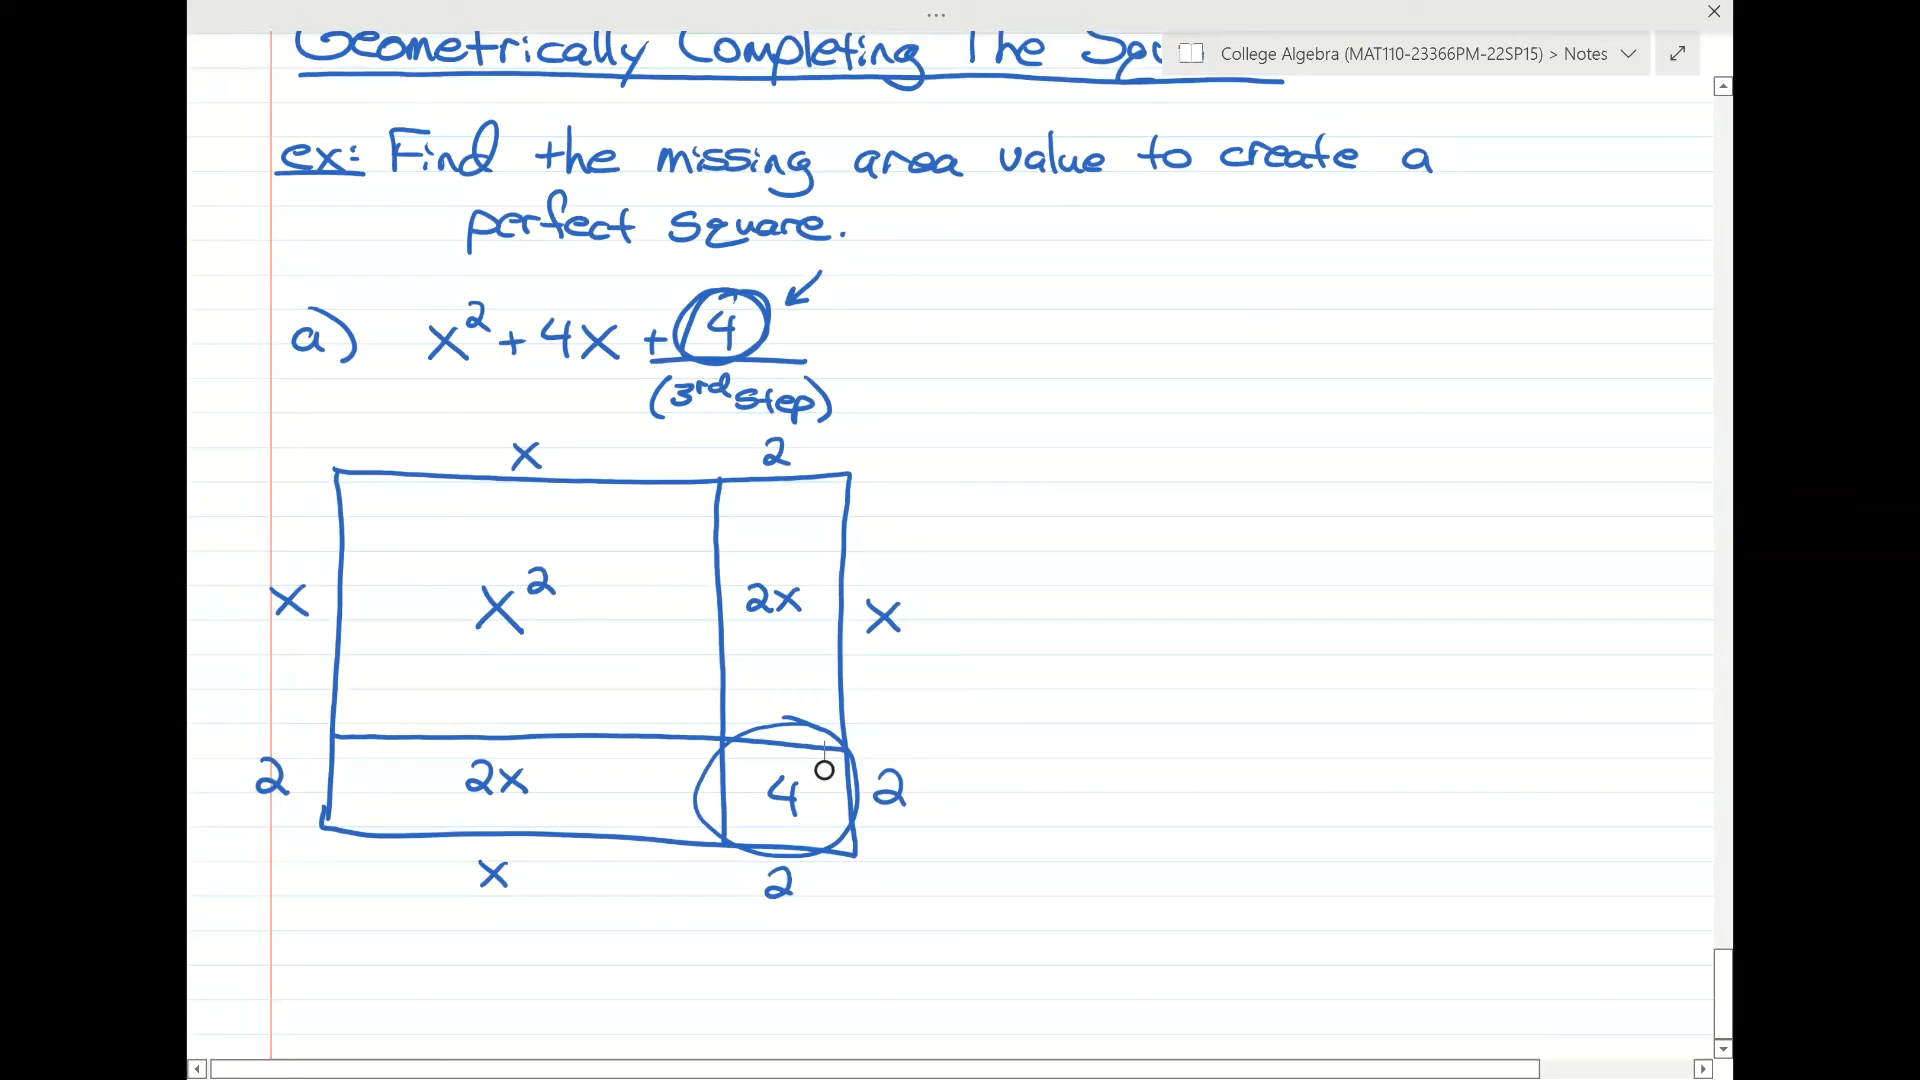 Geometrically Completing The
College Algebra (MAT110-23366PM-22SP15) > Notes
ex: Find the missing area value to create a
perfect square.
a) x² + 4x + 4
(3rd step)
x 2
x x² 2x x
2 2x 4 2
x 2